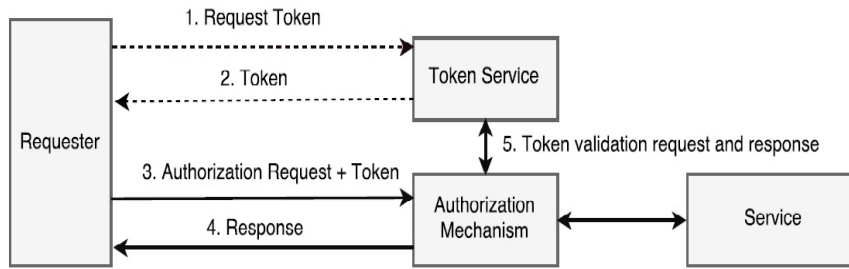 1. Request Token
Token Service
2. Token
Requester
5. Token validation request and response
3. Authorization Request + Token
Authorization
Mechanism
Service
4. Response